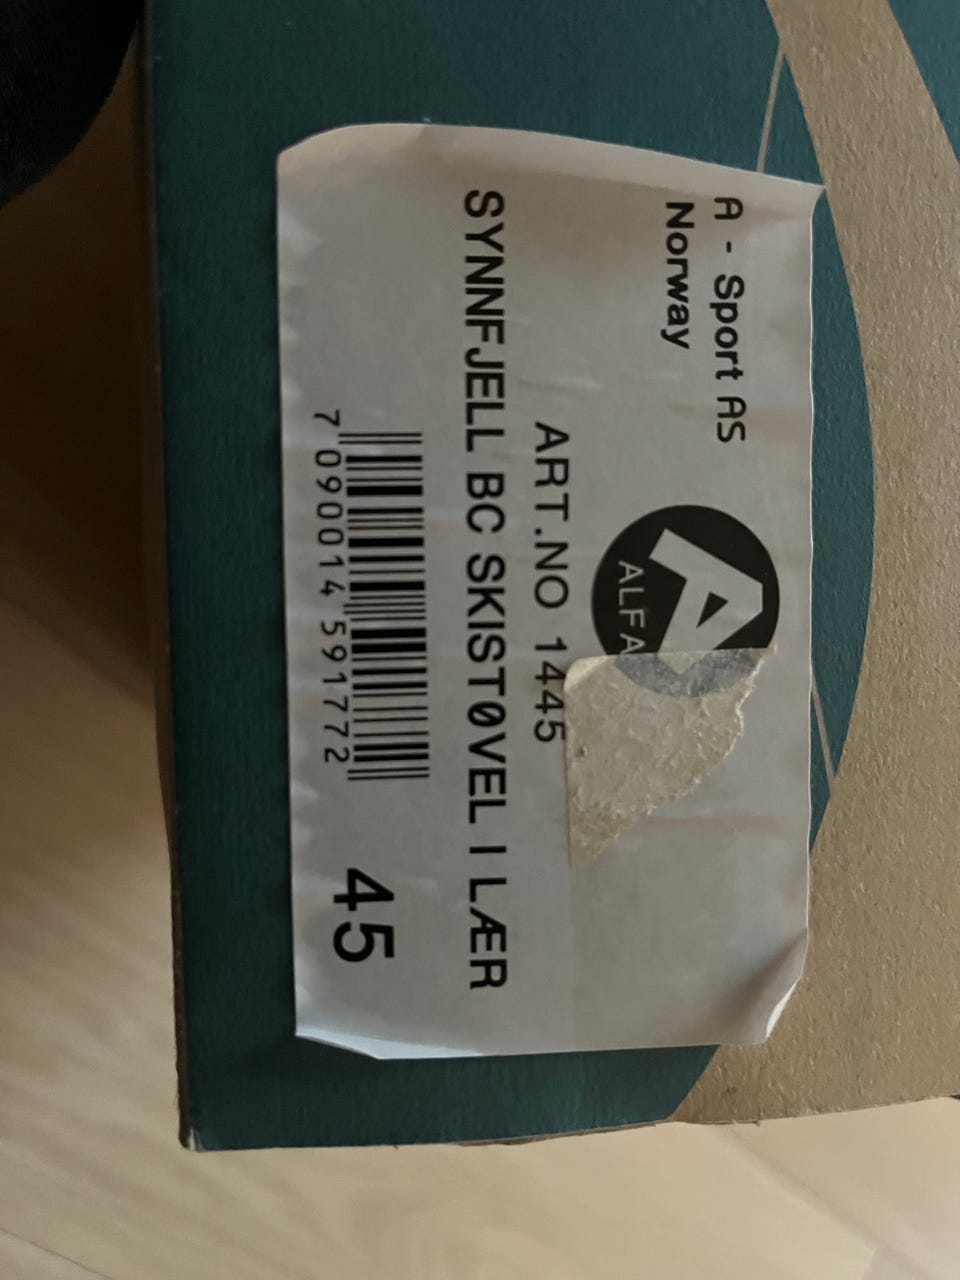 A - Sport AS
Norway
ALFA
ART.NO 1445
SYNNFJELL BC SKISTØVEL I LÆR
7 090014 591772
45